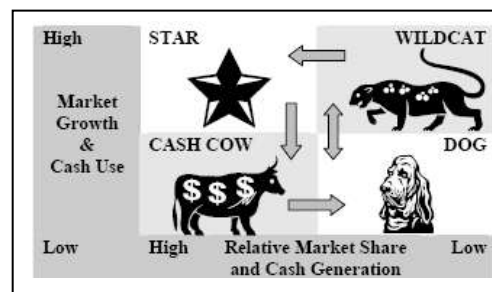 High STAR WILDCAT
Market
Growth
&
Cash Use
CASH COW DOG
$ $ $
Low High Relative Market Share Low
and Cash Generation